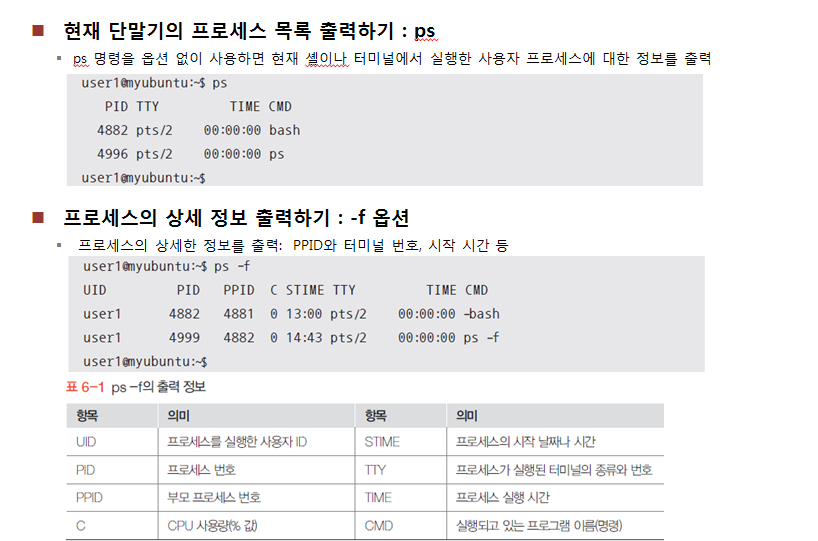 현재 단말기의 프로세스 목록 출력하기 : ps
ps 명령을 옵션 없이 사용하면 현재 셸이나 터미널에서 실행한 사용자 프로세스에 대한 정보를 출력
user1@myubuntu:~$ ps
PID TTY TIME CMD
4882 pts/2 00:00:00 bash
4996 pts/2 00:00:00 ps
user1@myubuntu:~$
프로세스의 상세 정보 출력하기 : -f 옵션
프로세스의 상세한 정보를 출력: PPID와 터미널 번호, 시작 시간 등
user1@myubuntu:~$ ps -f
UID PID PPID C STIME TTY TIME CMD
user1 4882 4881 0 13:00 pts/2 00:00:00 -bash
user1 4999 4882 0 14:43 pts/2 00:00:00 ps -f
user1@myubuntu:~$
표 6-1 ps -f의 출력 정보
항목 의미 항목 의미
UID 프로세스를 실행한 사용자 ID STIME 프로세스의 시작 날짜나 시간
PID 프로세스 번호 TTY 프로세스가 실행된 터미널의 종류와 번호
PPID 부모 프로세스 번호 TIME 프로세스 실행 시간
C CPU 사용량(% 값) CMD 실행되고 있는 프로그램 이름(명령)